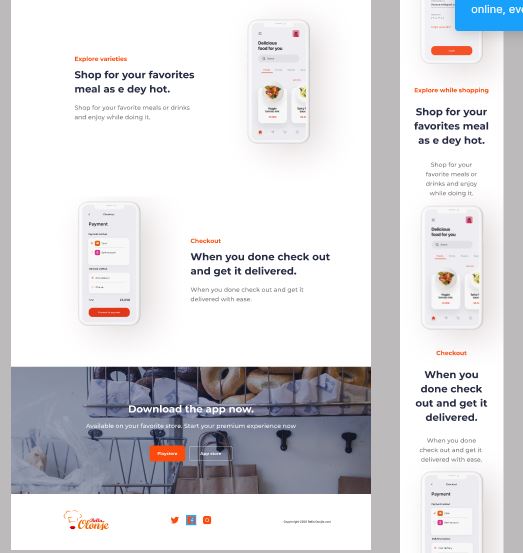 Explore varieties
Shop for your favorites
meal as e dey hot.
Shop for your favorite meals or drinks
and enjoy while doing it.
Delicious
food for you.
Checkout
Payment
Checkout
When you done check out
and get it delivered.
When you done check out and get it
delivered with ease.
Download the app now.
Available on your favorite store. Start your premium experience now
Playstore
App store
Hello,
Olonje
online, eve
Explore while shopping
Shop for your
favorites meal
as e dey hot.
Shop for your
favorite meals or
drinks and enjoy
while doing it.
Delicious
food for you.
Checkout
When you
done check
out and get it
delivered.
When you done
check out and get it
delivered with ease.
Checkout
Payment